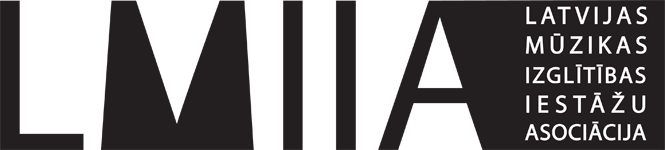 LMIIA
LATVIJAS
MŪZIKAS
IZGLĪTĪBAS
IESTĀŽU
ASOCIĀCIJA